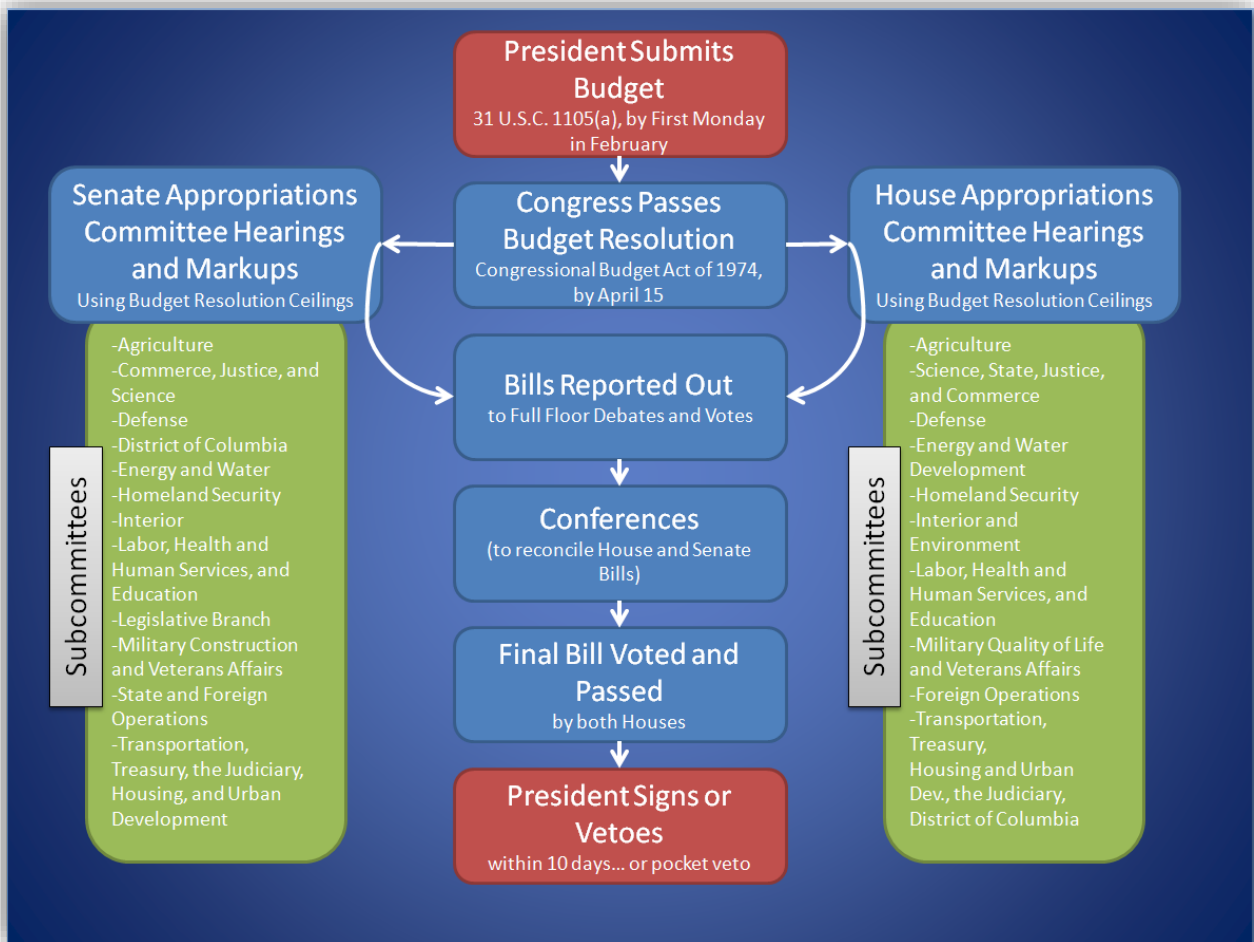 President Submits
Budget
31 U.S.C. 1105(a), by First Monday
in February
Senate Appropriations
Committee Hearings
and Markups
Using Budget Resolution Ceilings
Congress Passes
Budget Resolution
Congressional Budget Act of 1974,
by April 15
House Appropriations
Committee Hearings
and Markups
Using Budget Resolution Ceilings
Subcommittees
-Agriculture
-Commerce, Justice, and
Science
-Defense
-District of Columbia
-Energy and Water
-Homeland Security
-Interior
-Labor, Health and
Human Services, and
Education
-Legislative Branch
-Military Construction
and Veterans Affairs
-State and Foreign
Operations
-Transportation,
Treasury, the Judiciary,
Housing, and Urban
Development
Bills Reported Out
to Full Floor Debates and Votes
Conferences
(to reconcile House and Senate
Bills)
Final Bill Voted and
Passed
by both Houses
President Signs or
Vetoes
within 10 days... or pocket veto
Subcommittees
-Agriculture
-Science, State, Justice,
and Commerce
-Defense
-Energy and Water
Development
-Homeland Security
-Interior and
Environment
-Labor, Health and
Human Services, and
Education
-Military Quality of Life
and Veterans Affairs
-Foreign Operations
-Transportation,
Treasury,
Housing and Urban
Dev., the Judiciary,
District of Columbia